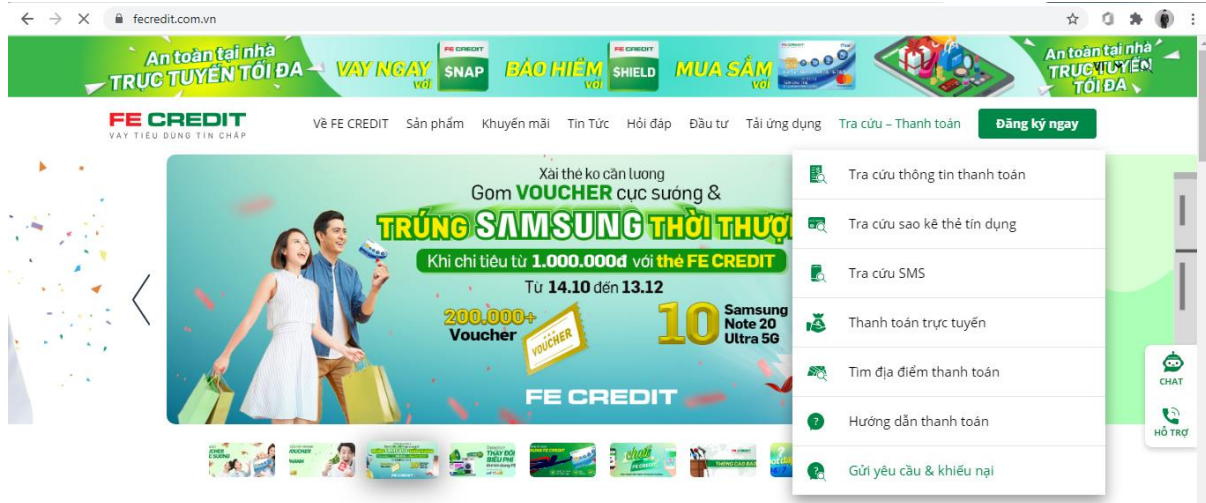 fecredit.com.vn
An toàn tại nhà
TRỰC TUYẾN TỐI ĐA
VAY NGAY
với
FE CREDIT
$NAP
BẢO HIỂM
với
FE CREDIT
SHIELD
MUA SẮM
với
An toàn tại nhà
TRỰC TUYẾN
TỐI ĐA
FE CREDIT
VAY TIÊU DÙNG TÍN CHẤP
Về FE CREDIT
Sản phẩm
Khuyến mãi
Tin Tức
Hỏi đáp
Đầu tư
Tải ứng dụng
Tra cứu – Thanh toán
Đăng ký ngay
Xài thẻ ko cần lương
Gom VOUCHER cực sướng &
TRÚNG SAMSUNG THỜI THƯỢ
Khi chi tiêu từ 1.000.000đ với thẻ FE CREDIT
Từ 14.10 đến 13.12
200.000+
Voucher
VOUCHER
10
Samsung
Note 20
Ultra 5G
FE CREDIT
Tra cứu thông tin thanh toán
Tra cứu sao kê thẻ tín dụng
Tra cứu SMS
Thanh toán trực tuyến
Tìm địa điểm thanh toán
Hướng dẫn thanh toán
Gửi yêu cầu & khiếu nại
CHAT
HỖ TRỢ
THAY ĐỔI
BIỂU PHÍ